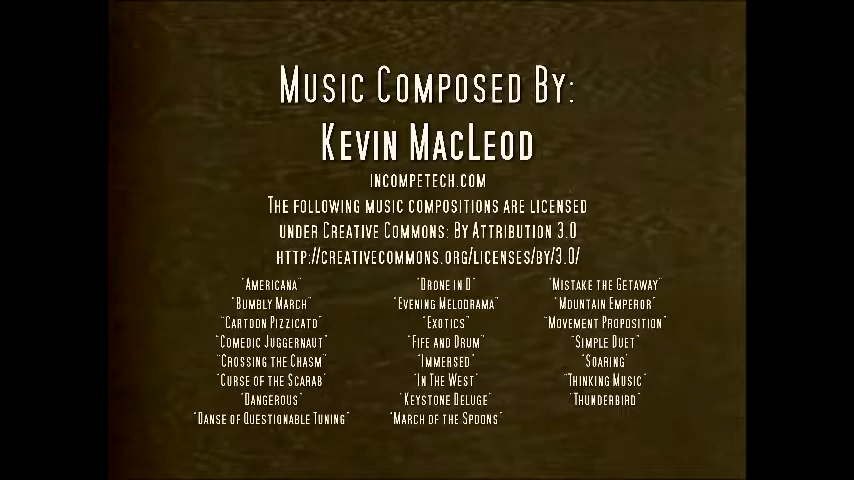 Music Composed By:
Kevin MacLeod
incompetech.com
The following music compositions are licensed
under Creative Commons: By Attribution 3.0
http://creativecommons.org/licenses/by/3.0/
"Americana"
"Bumbly March"
"Cartoon Pizzicato"
"Comedic Juggernaut"
"Crossing the Chasm"
"Curse of the Scarab"
"Dangerous"
"Danse of Questionable Tuning"
"Drone in D"
"Evening Melodrama"
"Exotics"
"Fife and Drum"
"Immersed"
"In The West"
"Keystone Deluge"
"March of the Spoons"
"Mistake the Getaway"
"Mountain Emperor"
"Movement Proposition"
"Simple Duet"
"Soaring"
"Thinking Music"
"Thunderbird"